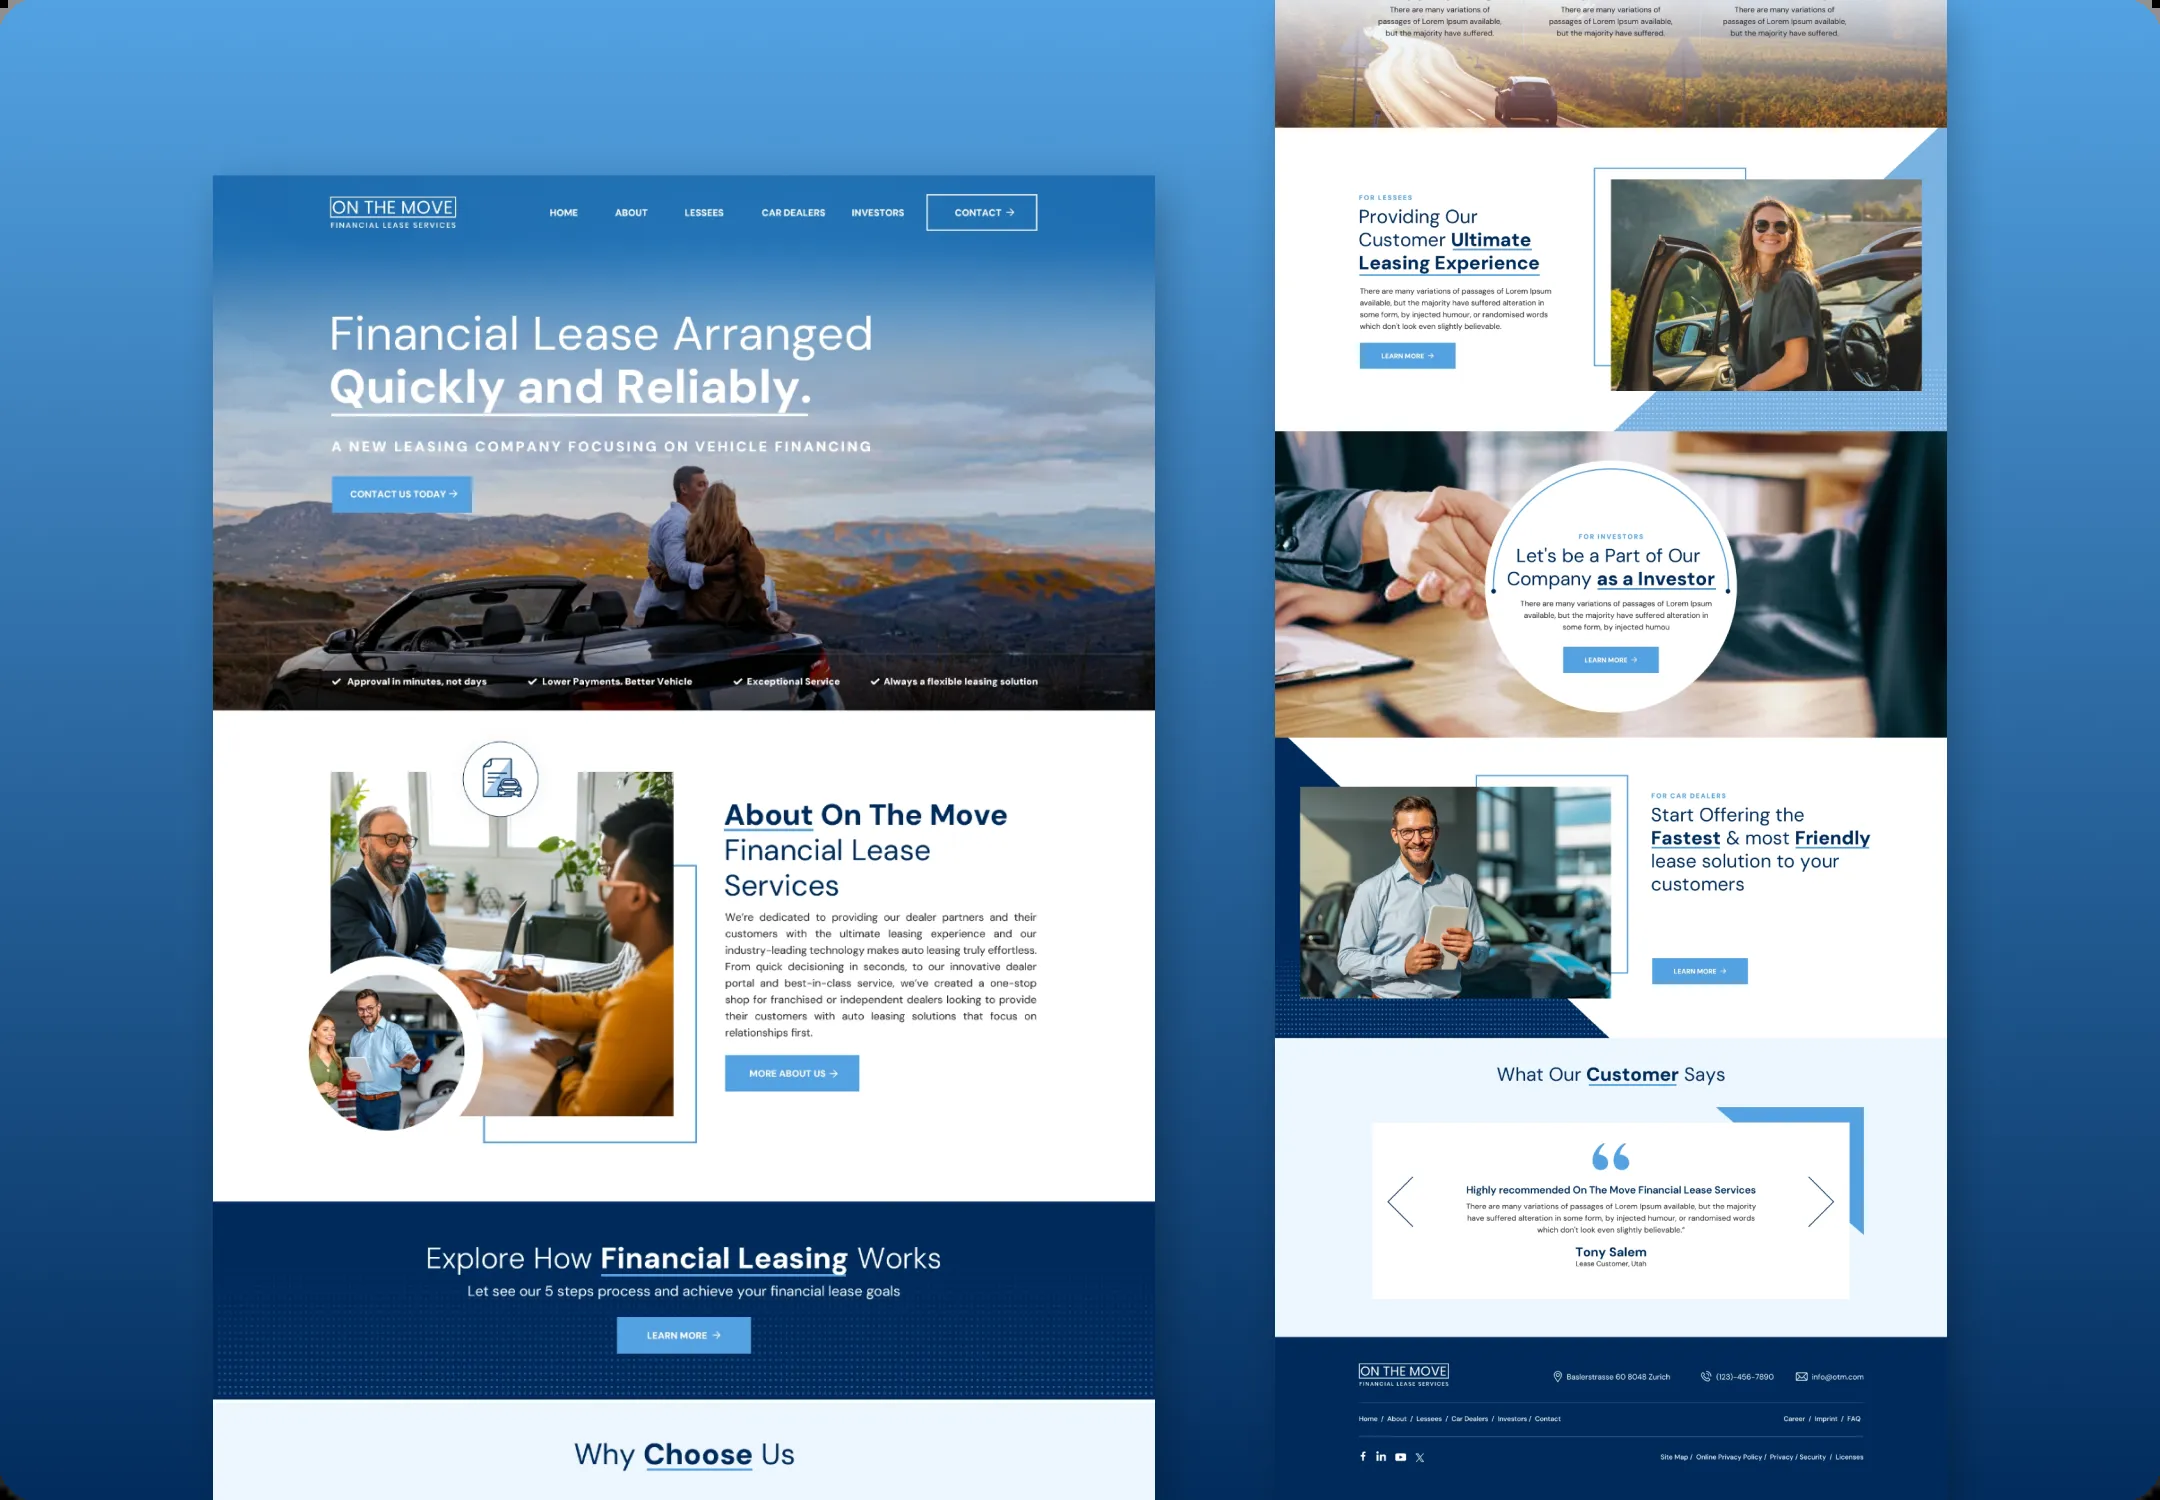 ON THE MOVE
FINANCIAL LEASE SERVICES
HOME
ABOUT
LESSEES
CAR DEALERS
INVESTORS
CONTACT →
Financial Lease Arranged
Quickly and Reliably.
A NEW LEASING COMPANY FOCUSING ON VEHICLE FINANCING
CONTACT US TODAY →
✓ Approval in minutes, not days
✓ Lower Payments. Better Vehicle
✓ Exceptional Service
✓ Always a flexible leasing solution
About On The Move
Financial Lease
Services
We're dedicated to providing our dealer partners and their
customers with the ultimate leasing experience and our
industry-leading technology makes auto leasing truly effortless.
From quick decisioning in seconds, to our innovative dealer
portal and best-in-class service, we've created a one-stop
shop for franchised or independent dealers looking to provide
their customers with auto leasing solutions that focus on
relationships first.
MORE ABOUT US →
Explore How Financial Leasing Works
Let see our 5 steps process and achieve your financial lease goals
LEARN MORE →
Why Choose Us
There are many variations of
passages of Lorem Ipsum available,
but the majority have suffered.
There are many variations of
passages of Lorem Ipsum available,
but the majority have suffered.
There are many variations of
passages of Lorem Ipsum available,
but the majority have suffered.
FOR LESSEES
Providing Our
Customer Ultimate
Leasing Experience
There are many variations of passages of Lorem Ipsum
available, but the majority have suffered alteration in
some form, by injected humour, or randomised words
which don't look even slightly believable.
LEARN MORE →
FOR INVESTORS
Let's be a Part of Our
Company as a Investor
There are many variations of passages of Lorem Ipsum
available, but the majority have suffered alteration in
some form, by injected humou
LEARN MORE →
FOR CAR DEALERS
Start Offering the
Fastest & most Friendly
lease solution to your
customers
LEARN MORE →
What Our Customer Says
Highly recommended On The Move Financial Lease Services
There are many variations of passages of Lorem Ipsum available, but the majority
have suffered alteration in some form, by injected humour, or randomised words
which don't look even slightly believable."
Tony Salem
Lease Customer, Utah
ON THE MOVE
FINANCIAL LEASE SERVICES
Baslerstrasse 60 8048 Zurich
(123)-456-7890
info@otm.com
Home / About / Lessees / Car Dealers / Investors / Contact
Career / Imprint / FAQ
Site Map / Online Privacy Policy / Privacy / Security / Licenses